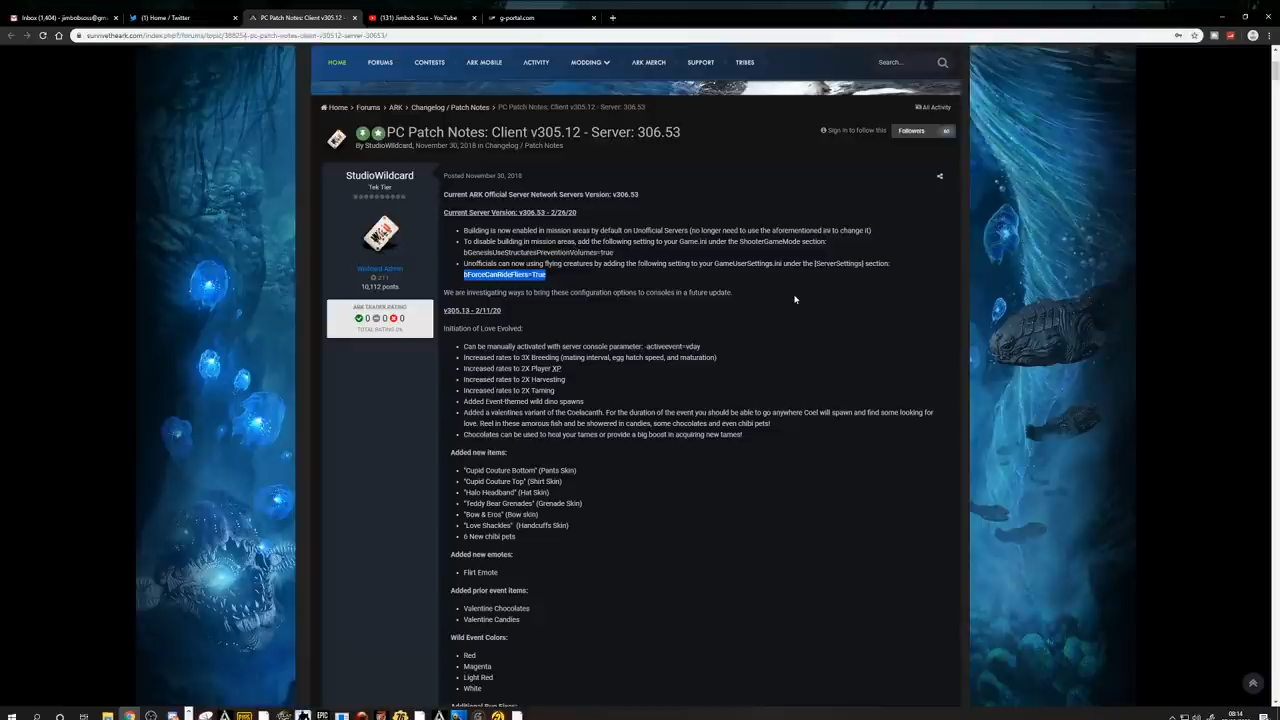 Inbox (1,404) - jimbobsoss@gm
(1) Home / Twitter
PC Patch Notes: Client v305.12 -
(131) Jimbob Soss - YouTube
g-portal.com
HOME
FORUMS
CONTESTS
ARK MOBILE
ACTIVITY
MODDING
ARK MERCH
SUPPORT
TRIBES
Search...
Home > Forums > ARK > Changelog / Patch Notes > PC Patch Notes: Client v305.12 - Server: 306.53
All Activity
PC Patch Notes: Client v305.12 - Server: 306.53
By StudioWildcard, November 30, 2018 in Changelog / Patch Notes
Sign in to follow this
Followers
StudioWildcard
Tek Tier
Wildcard Admin
211
10,112 posts
ARK TRADER RATING
0 0 0
TOTAL RATING 0%
Posted November 30, 2018
Current ARK Official Server Network Servers Version: v306.53
Current Server Version: v306.53 - 2/26/20
• Building is now enabled in mission areas by default on Unofficial Servers (no longer need to use the aforementioned ini to change it)
• To disable building in mission areas, add the following setting to your Game.ini under the ShooterGameMode section:
bGenesisUseStructuresPreventionVolumes=true
• Unofficials can now using flying creatures by adding the following setting to your GameUserSettings.ini under the [ServerSettings] section:
bForceCanRideFliers=True
We are investigating ways to bring these configuration options to consoles in a future update.
v305.13 - 2/11/20
Initiation of Love Evolved:
• Can be manually activated with server console parameter: -activeevent=vday
• Increased rates to 3X Breeding (mating interval, egg hatch speed, and maturation)
• Increased rates to 2X Player XP
• Increased rates to 2X Harvesting
• Increased rates to 2X Taming
• Added Event-themed wild dino spawns
• Added a valentines variant of the Coelacanth. For the duration of the event you should be able to go anywhere Coel will spawn and find some looking for
love. Reel in these amorous fish and be showered in candies, some chocolates and even chibi pets!
• Chocolates can be used to heal your tames or provide a big boost in acquiring new tames!
Added new items:
• "Cupid Couture Bottom" (Pants Skin)
• "Cupid Couture Top" (Shirt Skin)
• "Halo Headband" (Hat Skin)
• "Teddy Bear Grenades" (Grenade Skin)
• "Bow & Eros" (Bow skin)
• "Love Shackles" (Handcuffs Skin)
• 6 New chibi pets
Added new emotes:
• Flirt Emote
Added prior event items:
• Valentine Chocolates
• Valentine Candies
Wild Event Colors:
• Red
• Magenta
• Light Red
• White
Additional Bug Fixes:
08:14